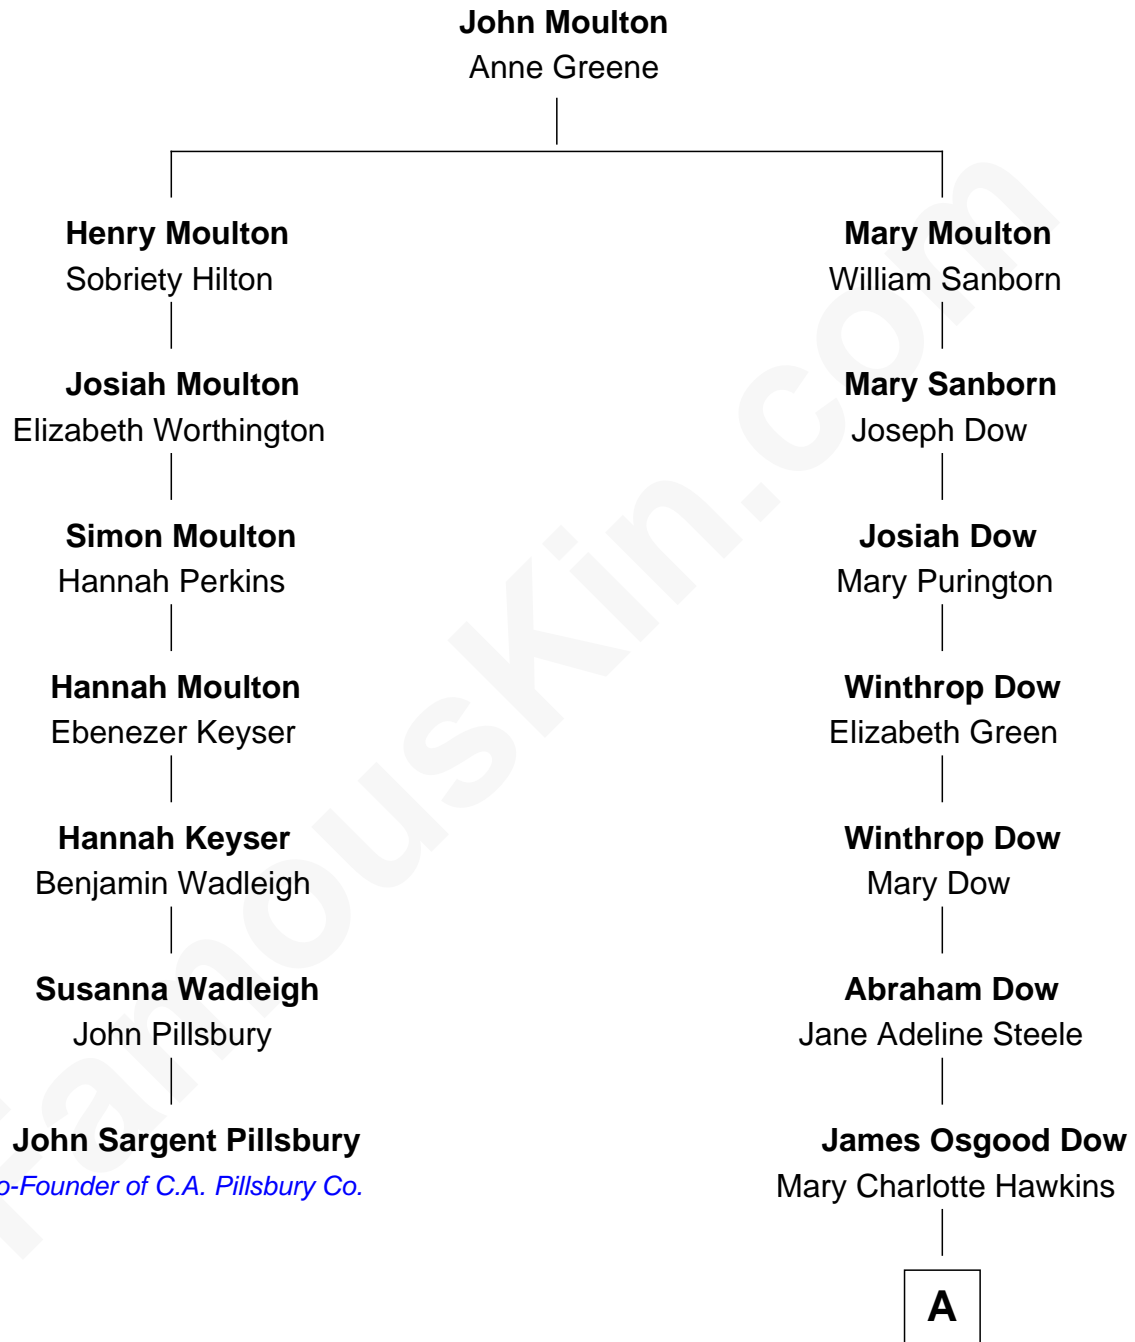 John Moulton
Anne Greene
Henry Moulton
Sobriety Hilton
Mary Moulton
William Sanborn
Josiah Moulton
Elizabeth Worthington
Mary Sanborn
Joseph Dow
Simon Moulton
Hannah Perkins
Josiah Dow
Mary Purington
Hannah Moulton
Ebenezer Keyser
Winthrop Dow
Elizabeth Green
Hannah Keyser
Benjamin Wadleigh
Winthrop Dow
Mary Dow
Susanna Wadleigh
John Pillsbury
Abraham Dow
Jane Adeline Steele
John Sargent Pillsbury
o-Founder of C.A. Pillsbury Co.
James Osgood Dow
Mary Charlotte Hawkins
A
FamousKin.com